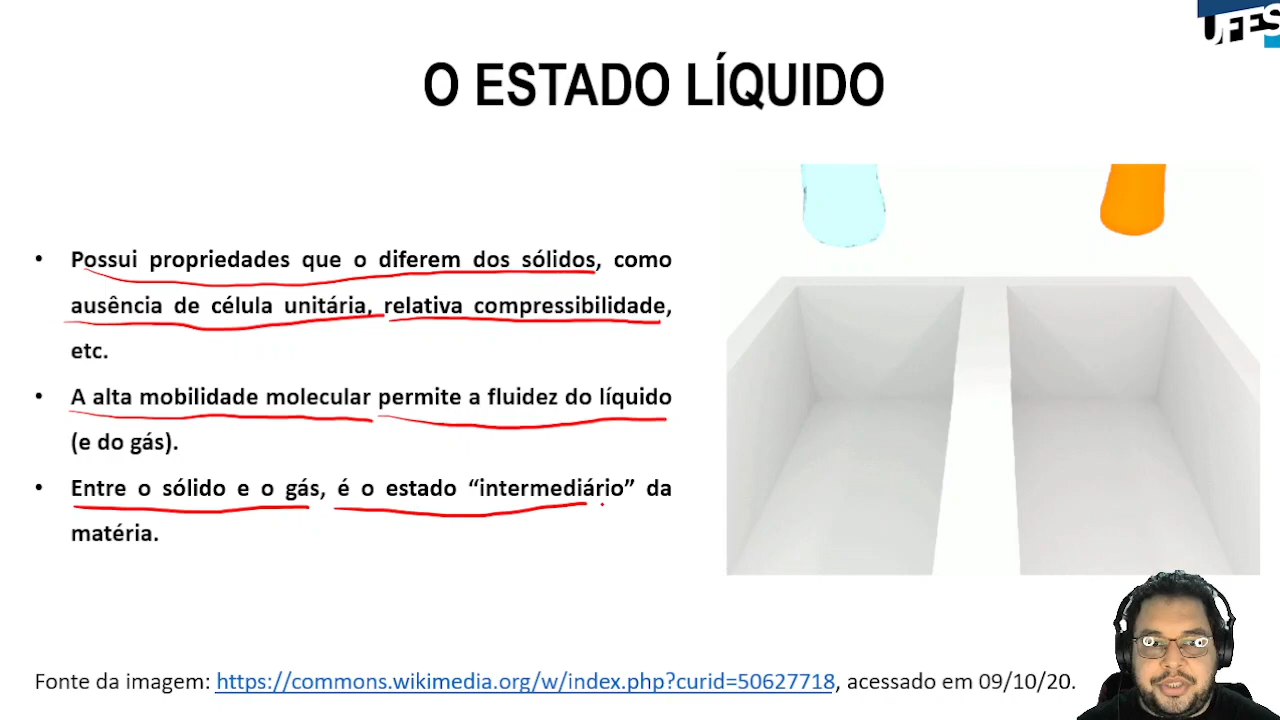 UFES
O ESTADO LÍQUIDO
• Possui propriedades que o diferem dos sólidos, como
ausência de célula unitária, relativa compressibilidade,
etc.
• A alta mobilidade molecular permite a fluidez do líquido
(e do gás).
• Entre o sólido e o gás, é o estado “intermediário” da
matéria.
Fonte da imagem: https://commons.wikimedia.org/w/index.php?curid=50627718, acessado em 09/10/20.